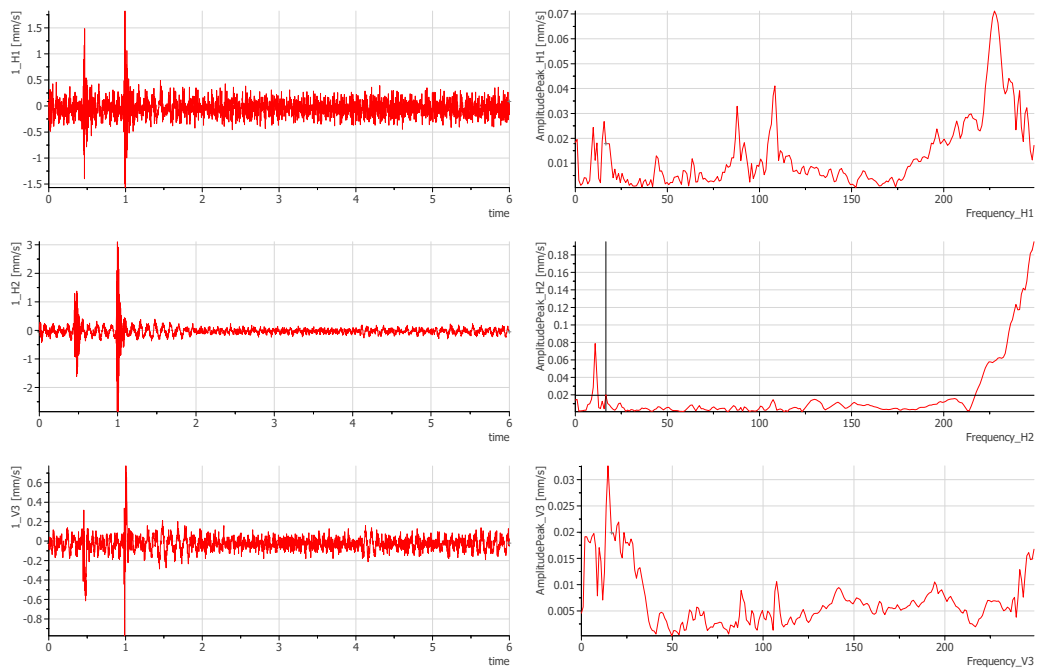 1_H1 [mm/s]
1.5
1
0.5
0
-0.5
-1
-1.5
0 1 2 3 4 5 6
time
AmplitudePeak_H1 [mm/s]
0.07
0.06
0.05
0.04
0.03
0.02
0.01
0 50 100 150 200
Frequency_H1
1_H2 [mm/s]
3
2
1
0
-1
-2
0 1 2 3 4 5 6
time
AmplitudePeak_H2 [mm/s]
0.18
0.16
0.14
0.12
0.1
0.08
0.06
0.04
0.02
0 50 100 150 200
Frequency_H2
1_V3 [mm/s]
0.6
0.4
0.2
0
-0.2
-0.4
-0.6
-0.8
0 1 2 3 4 5 6
time
AmplitudePeak_V3 [mm/s]
0.03
0.025
0.02
0.015
0.01
0.005
0 50 100 150 200
Frequency_V3